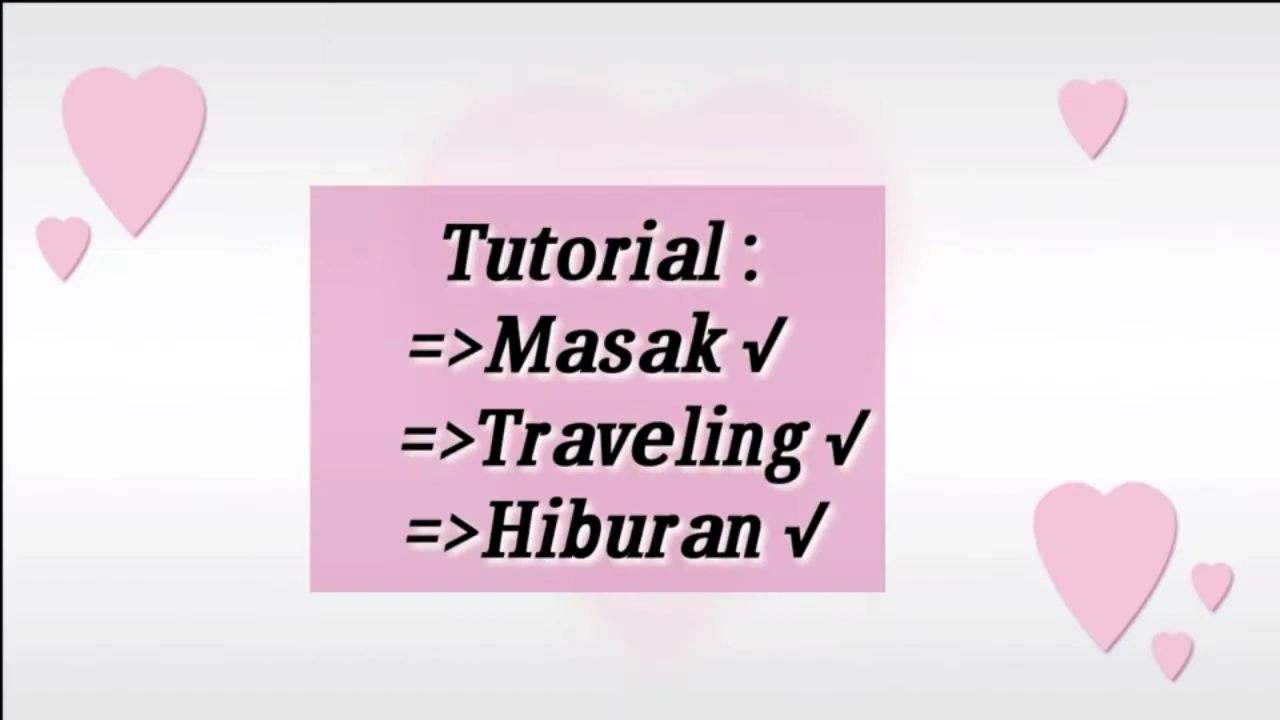 Tutorial :
=>Masak √
=>Traveling √
=>Hiburan √